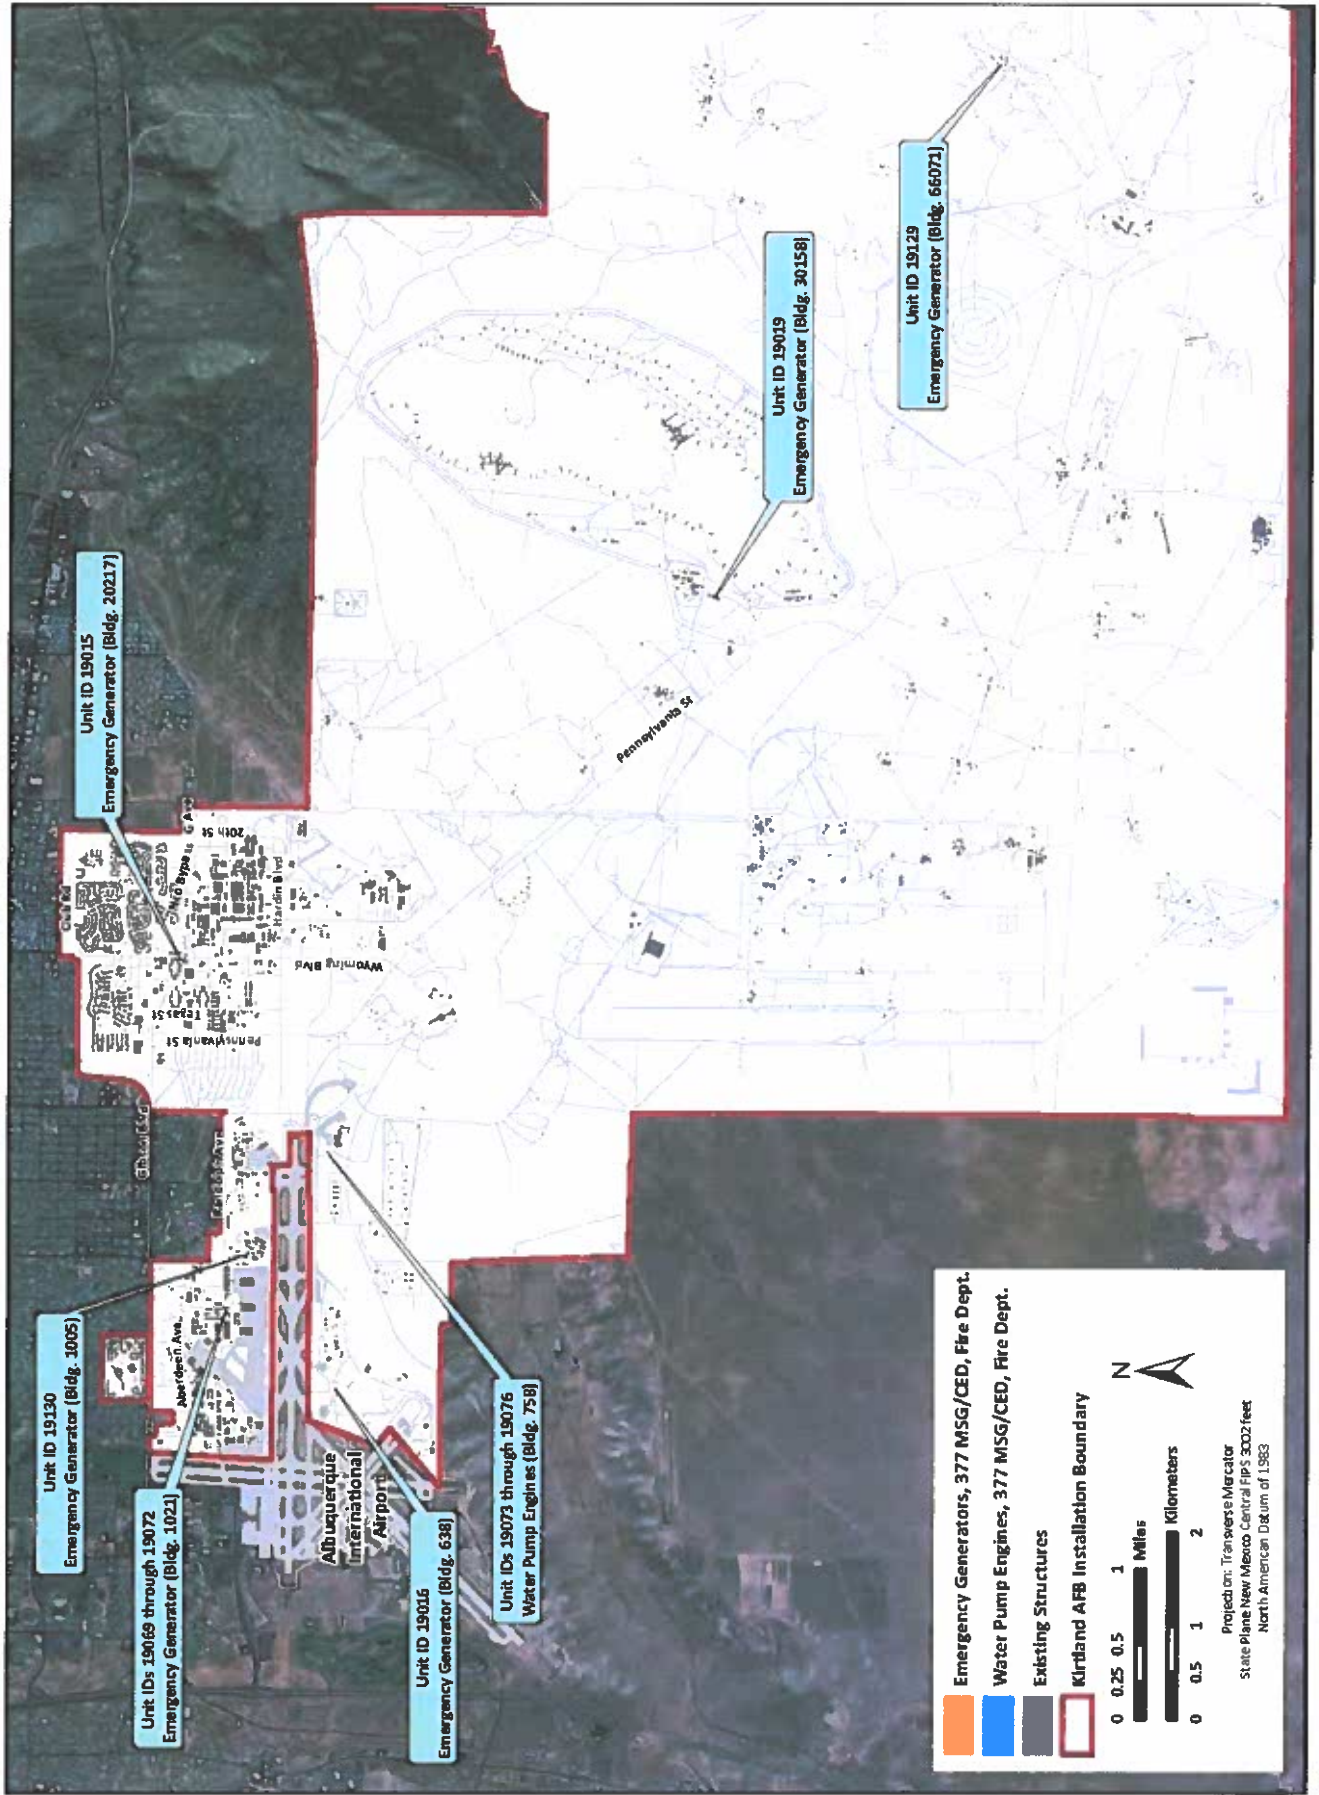 Unit ID 19130
Emergency Generator (Bldg. 1005)
Unit IDs 19069 through 19072
Emergency Generator (Bldg. 1021)
Unit ID 19015
Emergency Generator (Bldg. 20217)
Unit ID 19016
Emergency Generator (Bldg. 638)
Unit IDs 19073 through 19076
Water Pump Engines (Bldg. 758)
Unit ID 19019
Emergency Generator (Bldg. 30158)
Unit ID 19129
Emergency Generator (Bldg. 66071)
Aberdeen Ave
Gibson Blvd
Club Rd
Pennsylvania St
Texas St
G Ave
20th St
Hardin Blvd
Wyoming Blvd
Pennsylvania St
Albuquerque
International
Airport
Emergency Generators, 377 MSG/CED, Fire Dept.
Water Pump Engines, 377 MSG/CED, Fire Dept.
Existing Structures
Kirtland AFB Installation Boundary
0 0.25 0.5 1
Miles
Kilometers
0 0.5 1 2
N
Projection: Transverse Mercator
State Plane New Mexico Central FIPS 3002 feet
North American Datum of 1983